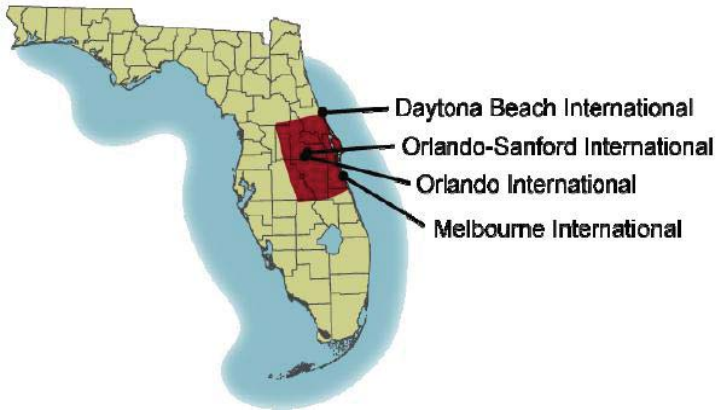 Daytona Beach International
Orlando-Sanford International
Orlando International
Melbourne International